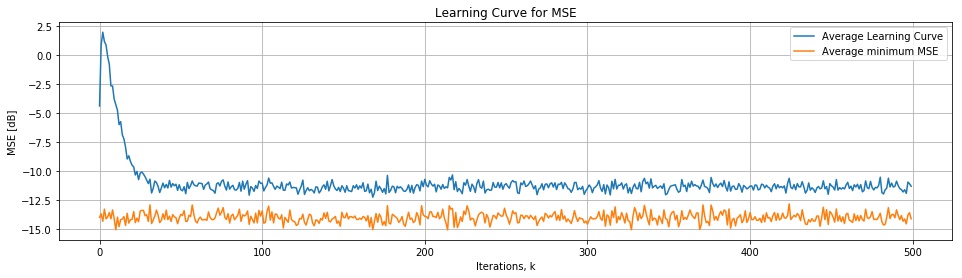 Learning Curve for MSE
MSE [dB]
2.5
0.0
−2.5
−5.0
−7.5
−10.0
−12.5
−15.0
Average Learning Curve
Average minimum MSE
0
100
200
300
400
500
Iterations, k